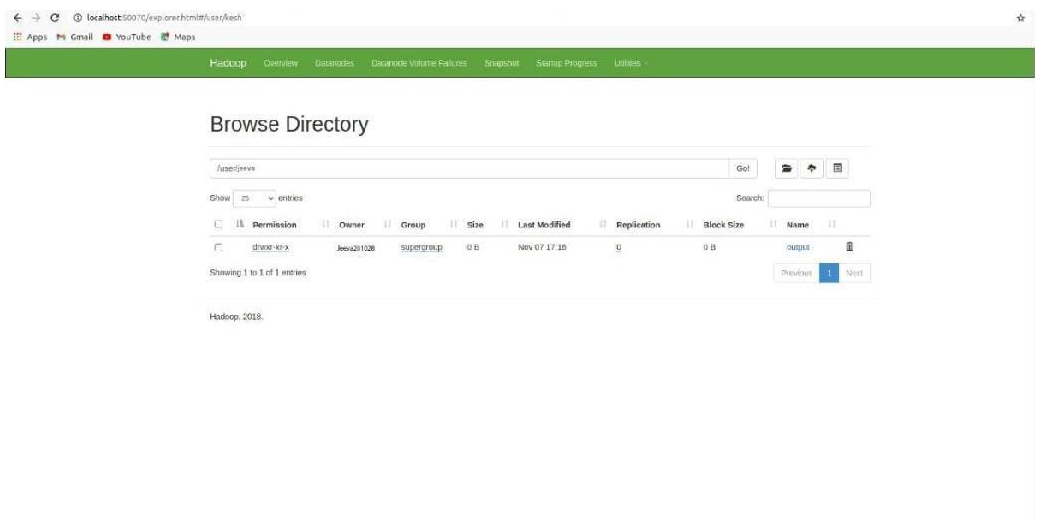 localhost:50070/explorer.html#/user/kesh
Apps Gmail YouTube Maps
Hadoop Overview Datanodes Datanode Volume Failures Snapshot Startup Progress Utilities
Browse Directory
/user/jeeva Go!
Show 25 entries Search:
Permission Owner Group Size Last Modified Replication Block Size Name
drwxr-xr-x Jeeva201028 supergroup 0 B Nov 07 17:16 0 0 B output
Showing 1 to 1 of 1 entries Previous 1 Next
Hadoop, 2018.